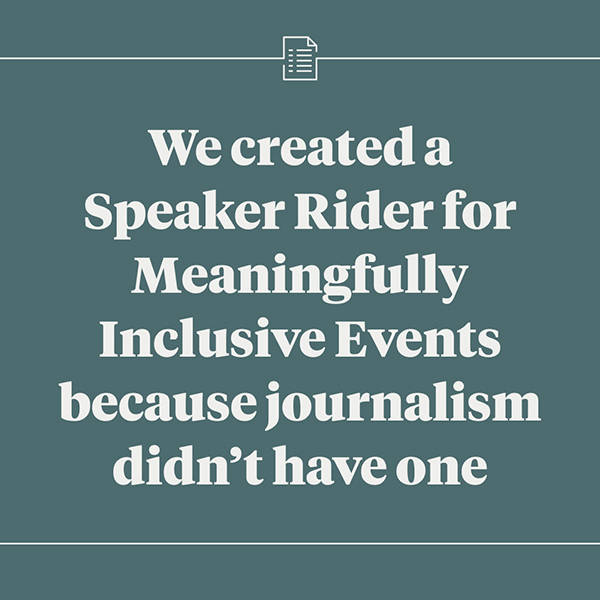 We created a
Speaker Rider for
Meaningfully
Inclusive Events
because journalism
didn’t have one